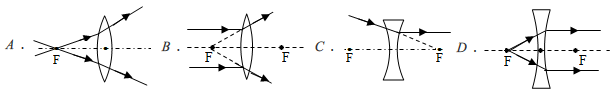 A． F B． F F C． F F D． F F